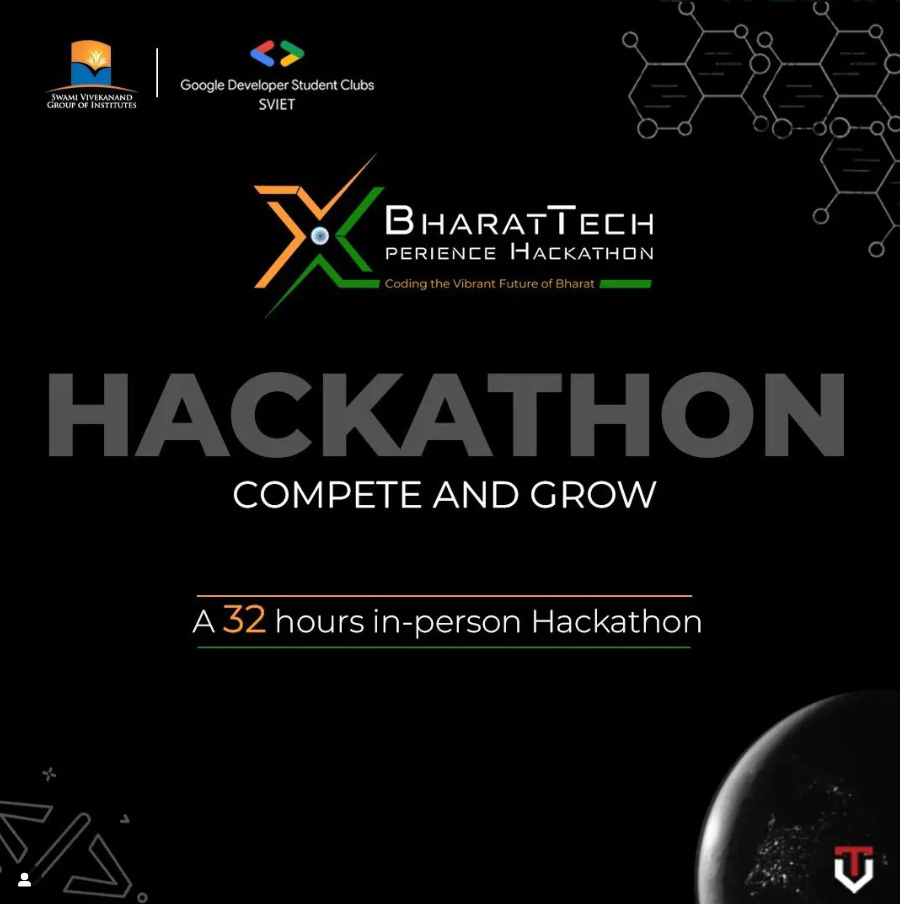 SWAMI VIVEKANAND
GROUP OF INSTITUTES
Google Developer Student Clubs
SVIET
X BHARATTECH
PERIENCE HACKATHON
Coding the Vibrant Future of Bharat
HACKATHON
COMPETE AND GROW
A 32 hours in-person Hackathon